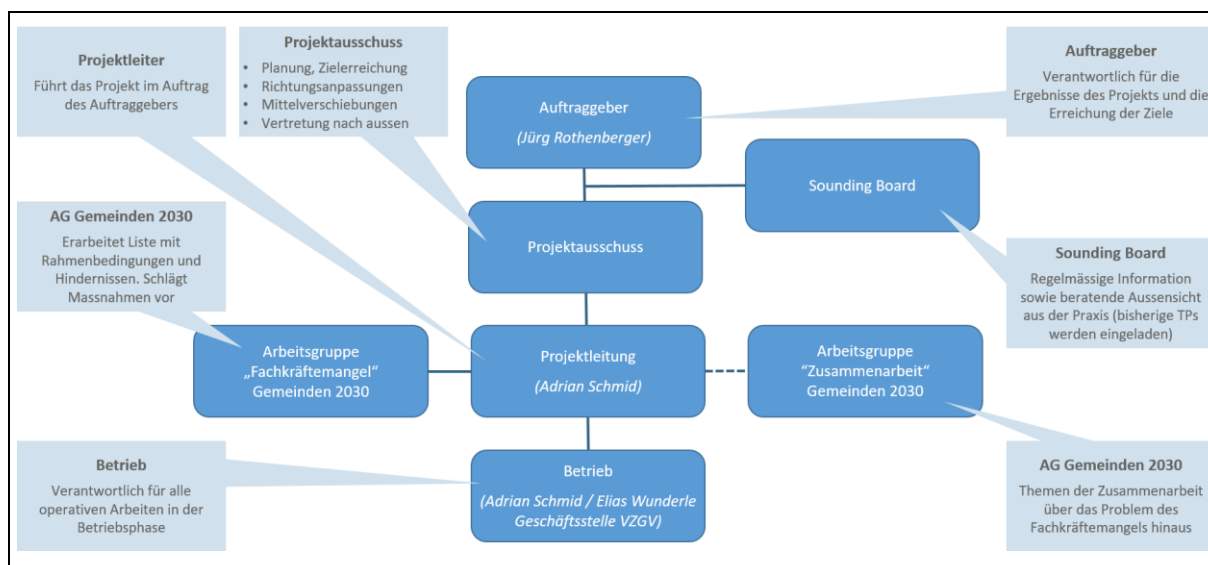 Projektleiter
Führt das Projekt im Auftrag
des Auftraggebers
Projektausschuss
• Planung, Zielerreichung
• Richtungsanpassungen
• Mittelverschiebungen
• Vertretung nach aussen
Auftraggeber
(Jürg Rothenberger)
Auftraggeber
Verantwortlich für die
Ergebnisse des Projekts und die
Erreichung der Ziele
Sounding Board
AG Gemeinden 2030
Erarbeitet Liste mit
Rahmenbedingungen und
Hindernissen. Schlägt
Massnahmen vor
Projektausschuss
Sounding Board
Regelmässige Information
sowie beratende Aussensicht
aus der Praxis (bisherige TPs
werden eingeladen)
Arbeitsgruppe
„Fachkräftemangel“
Gemeinden 2030
Projektleitung
(Adrian Schmid)
Arbeitsgruppe
“Zusammenarbeit”
Gemeinden 2030
Betrieb
Verantwortlich für alle
operativen Arbeiten in der
Betriebsphase
Betrieb
(Adrian Schmid / Elias Wunderle
Geschäftsstelle VZGV)
AG Gemeinden 2030
Themen der Zusammenarbeit
über das Problem des
Fachkräftemangels hinaus